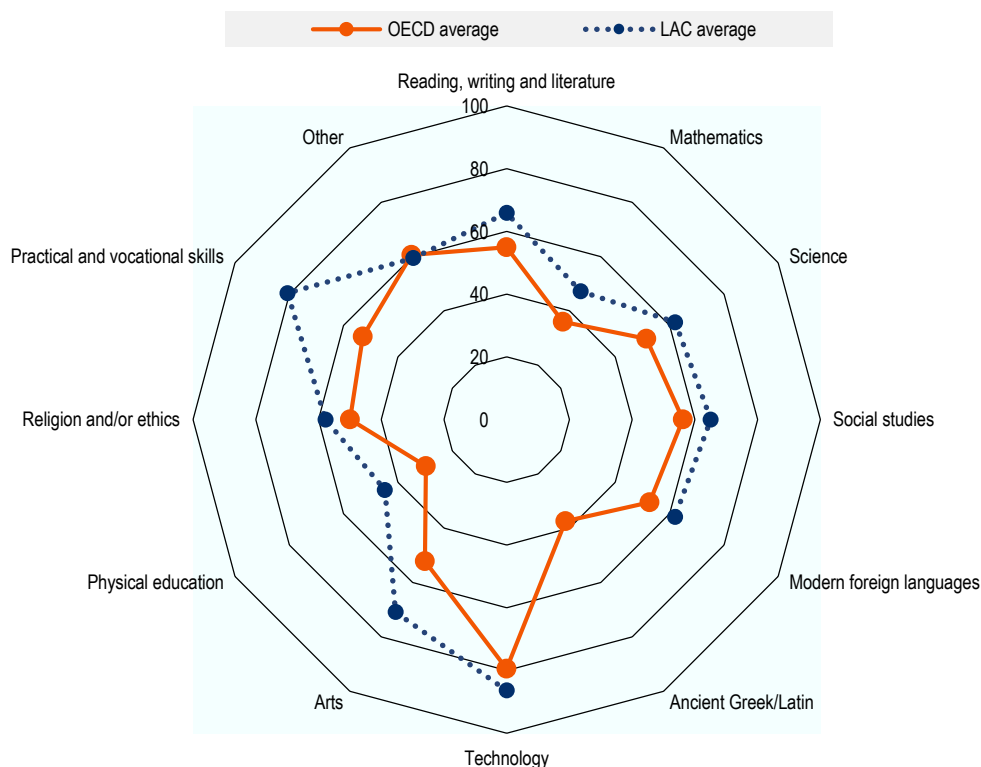 OECD average
LAC average
Reading, writing and literature
100
Other
Mathematics
80
60
Practical and vocational skills
Science
40
20
Religion and/or ethics
0
Social studies
Physical education
Modern foreign languages
Arts
Ancient Greek/Latin
Technology